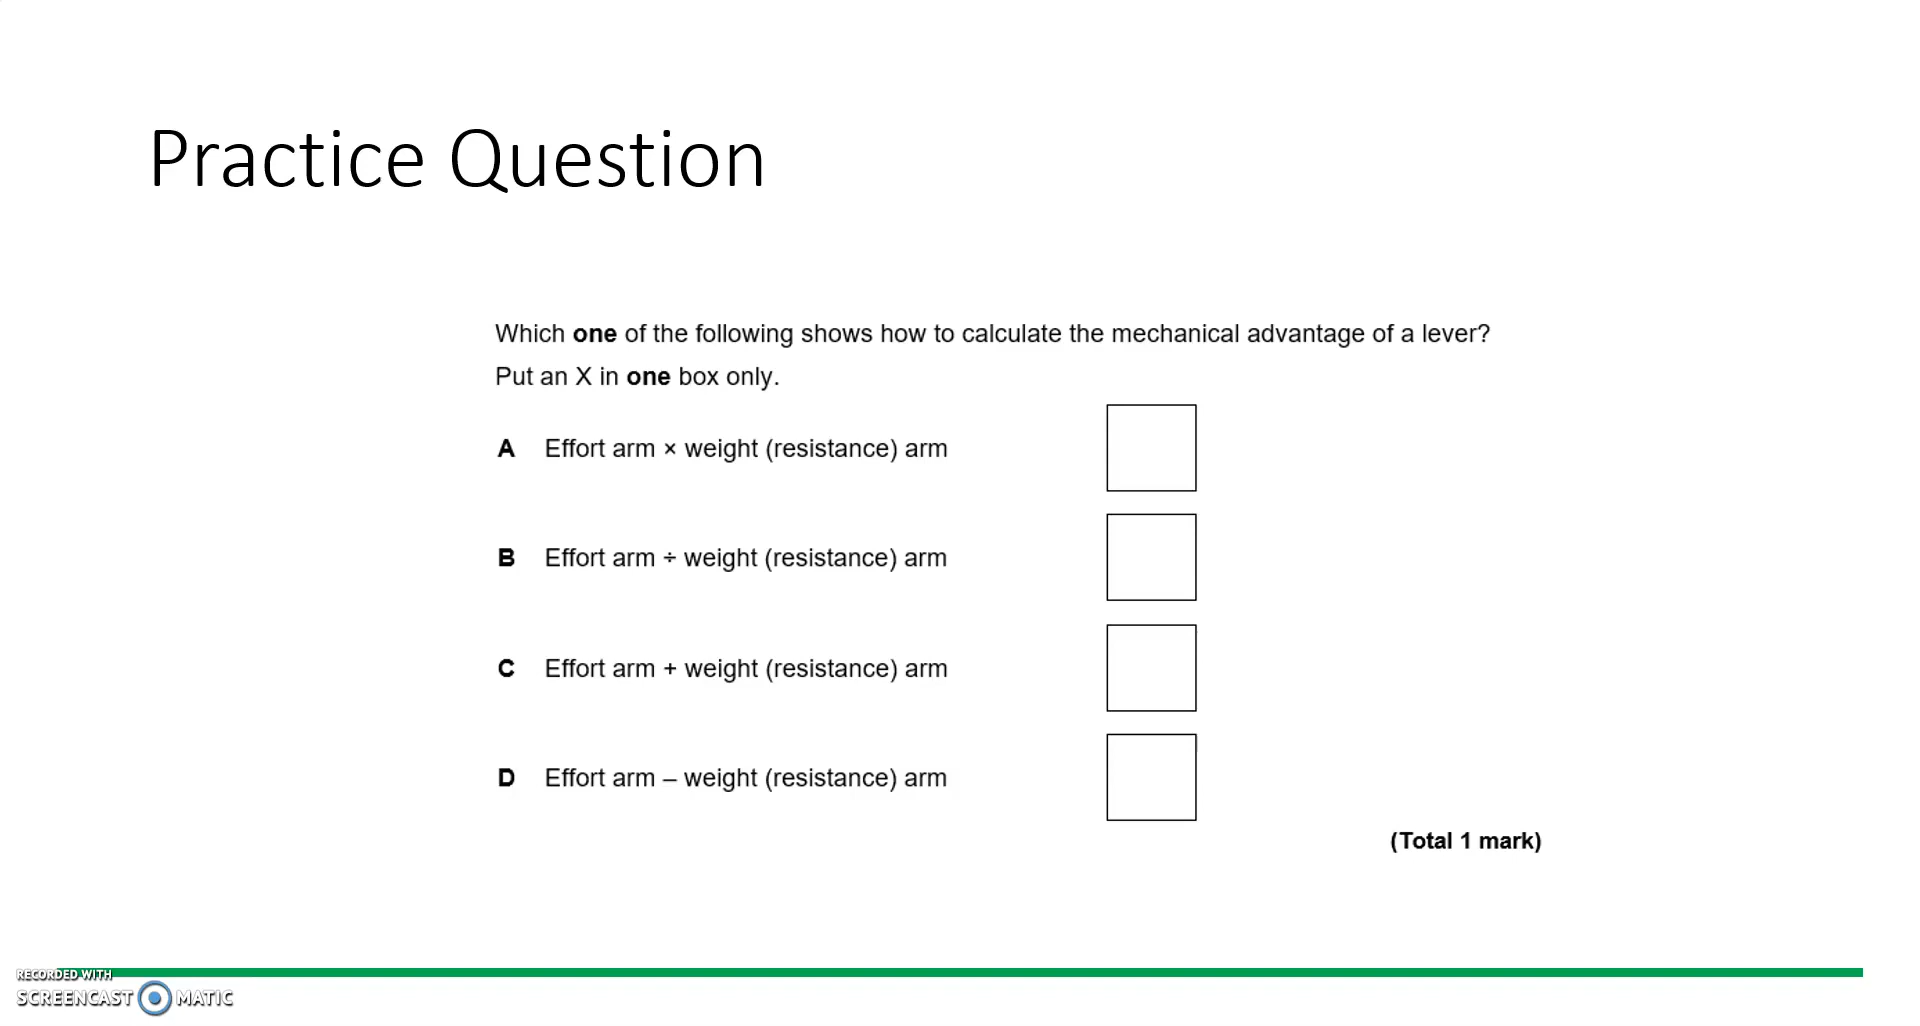 Practice Question
Which one of the following shows how to calculate the mechanical advantage of a lever?
Put an X in one box only.
A Effort arm × weight (resistance) arm
B Effort arm ÷ weight (resistance) arm
C Effort arm + weight (resistance) arm
D Effort arm – weight (resistance) arm
(Total 1 mark)
RECORDED WITH
SCREENCAST MATIC